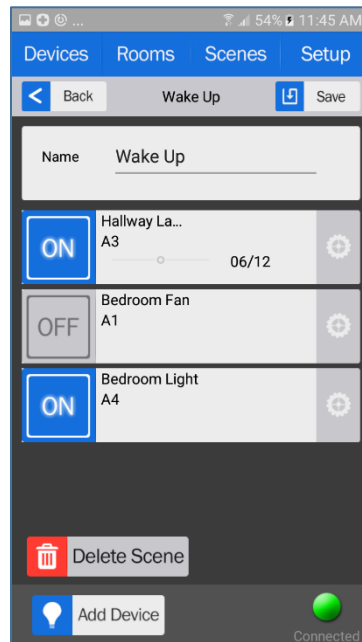 ... 54% 11:45 AM
Devices Rooms Scenes Setup
Back Wake Up Save
Name Wake Up
ON Hallway La...
A3
06/12
OFF Bedroom Fan
A1
ON Bedroom Light
A4
Delete Scene
Add Device
Connected